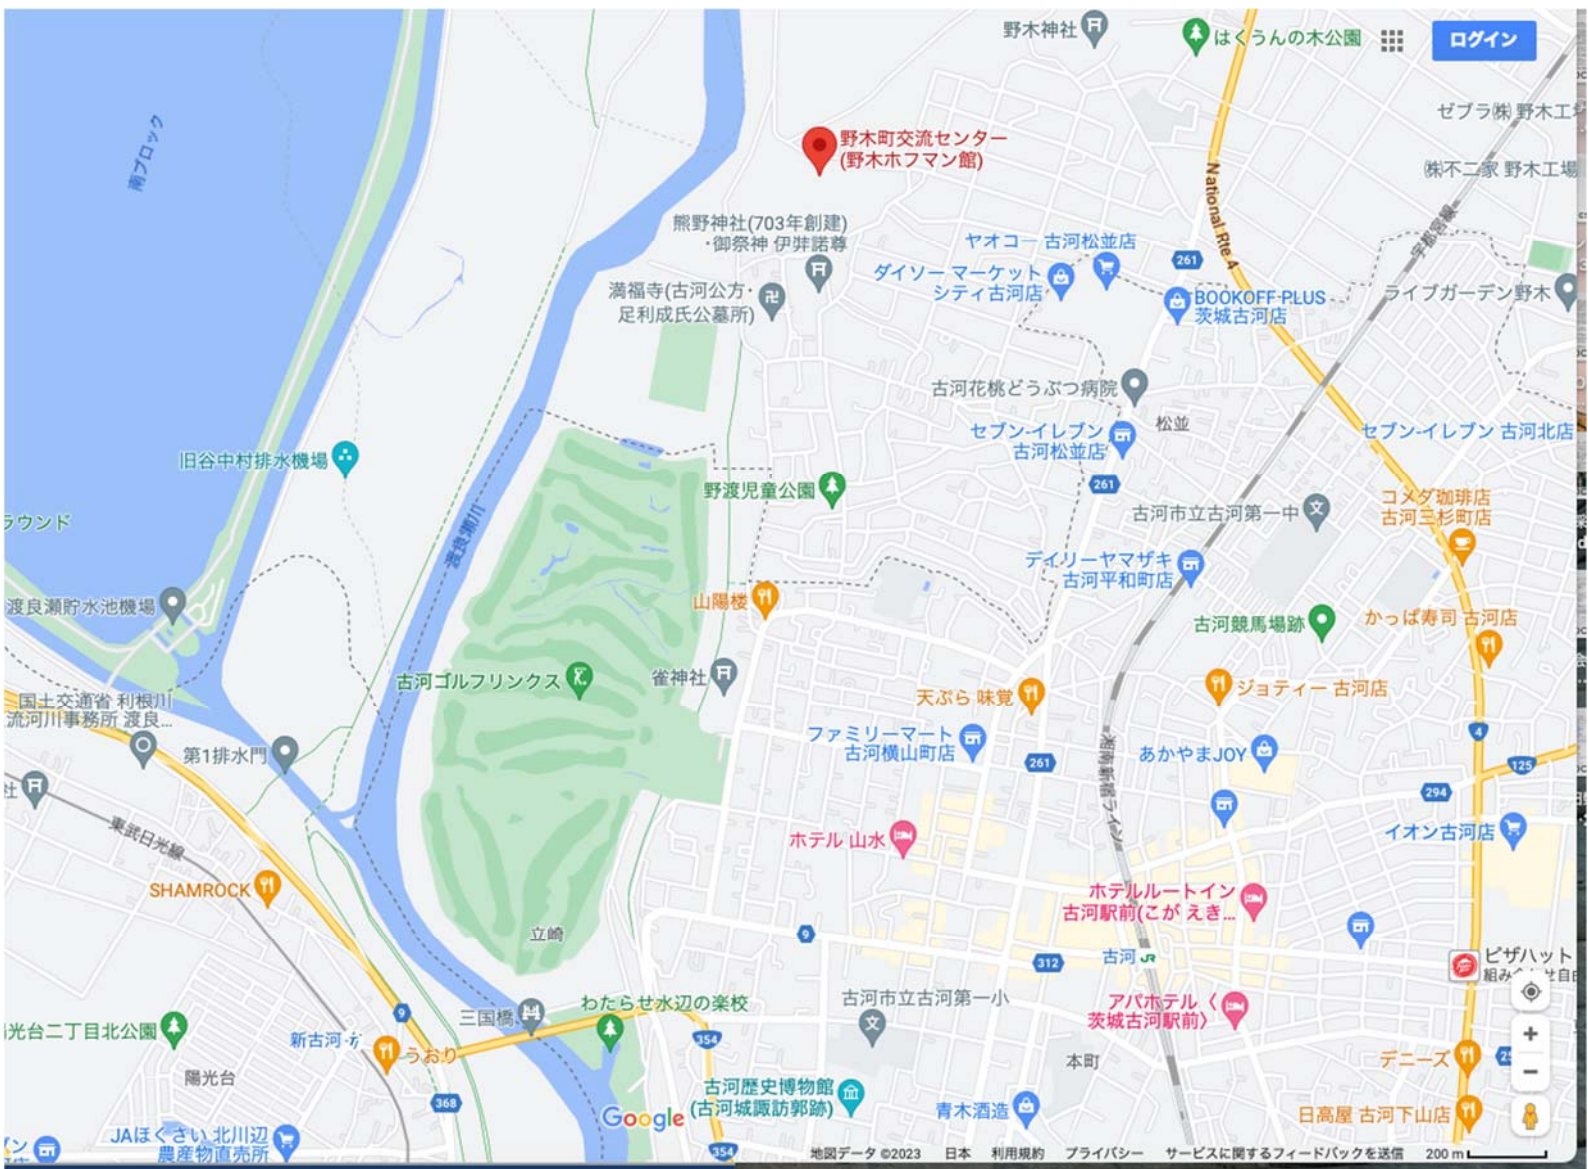 野木神社
はくうんの木公園
ログイン
南ブロック
ゼブラ㈱ 野木工
野木町交流センター
(野木ホフマン館)
㈱不二家 野木工場
National Rte 4
熊野神社(703年創建)
・御祭神 伊弉諾尊
ヤオコー 古河松並店
宇都宮線
261
ダイソー マーケット
シティ古河店
満福寺(古河公方・
足利成氏公墓所)
BOOKOFF PLUS
茨城古河店
ライブガーデン野木
古河花桃どうぶつ病院
松並
セブン-イレブン
古河松並店
セブン-イレブン 古河北店
旧谷中村排水機場
野渡児童公園
261
コメダ珈琲店
古河三杉町店
古河市立古河第一中
ラウンド
渡良瀬川
デイリーヤマザキ
古河平和町店
渡良瀬貯水池機場
山陽楼
古河競馬場跡
かっぱ寿司 古河店
古河ゴルフリンクス
雀神社
天ぷら 味覚
ジョティー 古河店
国土交通省 利根川
流河川事務所 渡良...
ファミリーマート
古河横山町店
4
第1排水門
湘南新宿ライン
あかやまJOY
261
125
社
294
東武日光線
ホテル 山水
イオン古河店
SHAMROCK
ホテルルートイン
古河駅前(こが えき...
立崎
9
古河
JR
312
ピザハット
組み
せ自由
わたらせ水辺の楽校
古河市立古河第一小
アパホテル〈
茨城古河駅前〉
9
三国橋
光台二丁目北公園
新古河
うおり
354
本町
デニーズ
25
+
−
陽光台
古河歴史博物館
(古河城諏訪郭跡)
368
Google
青木酒造
日高屋 古河下山店
JAほくさい 北川辺
農産物直売所
ン
354
地図データ ©2023 日本 利用規約 プライバシー サービスに関するフィードバックを送信 200 m